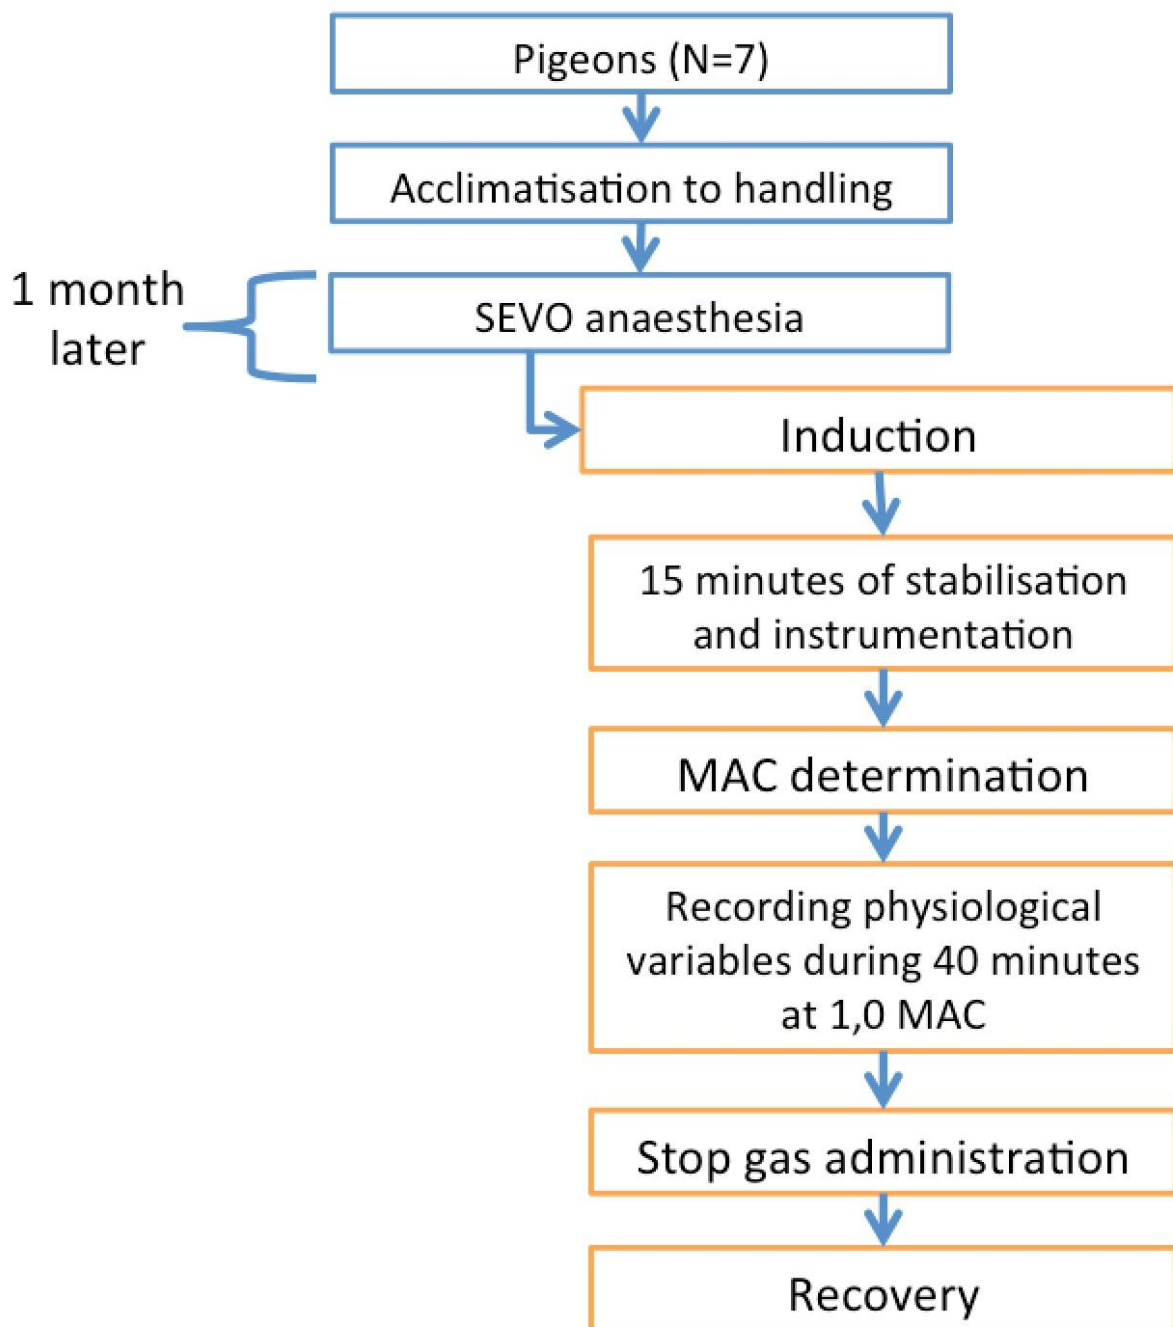 Pigeons (N=7)
Acclimatisation to handling
1 month
later
SEVO anaesthesia
Induction
15 minutes of stabilisation
and instrumentation
MAC determination
Recording physiological
variables during 40 minutes
at 1,0 MAC
Stop gas administration
Recovery